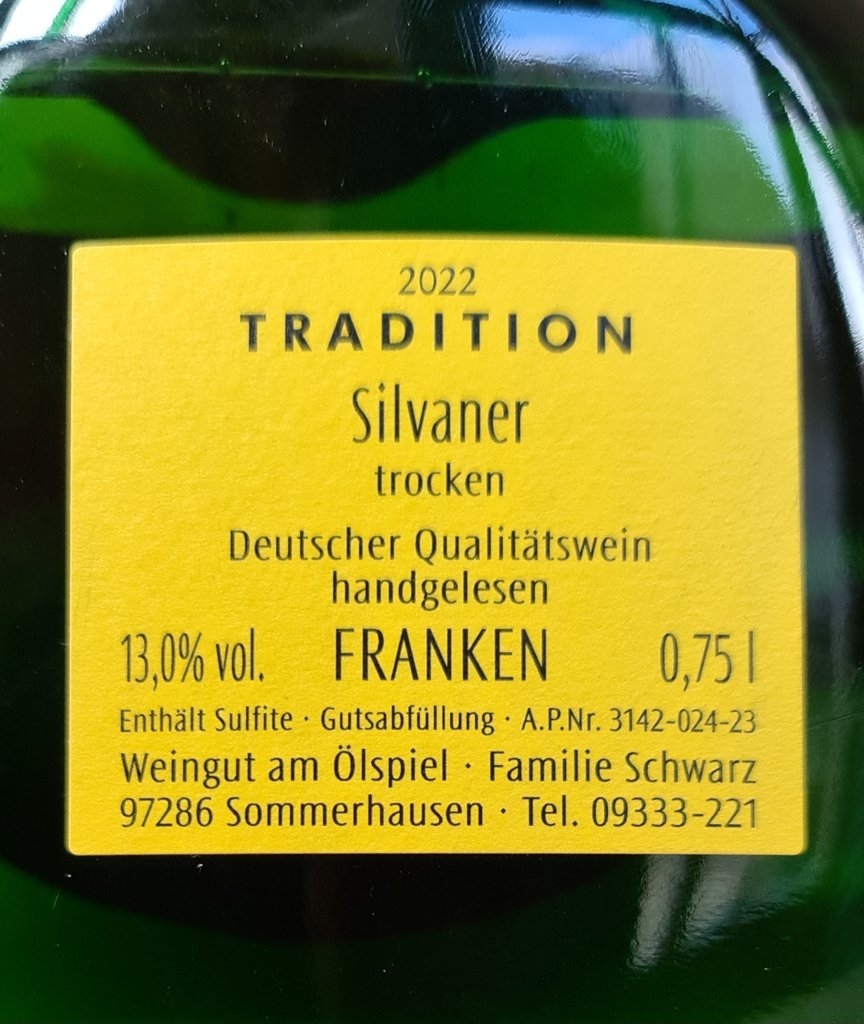 2022
TRADITION
Silvaner
trocken
Deutscher Qualitätswein
handgelesen
13,0% vol. FRANKEN 0,75 l
Enthält Sulfite · Gutsabfüllung · A.P.Nr. 3142-024-23
Weingut am Ölspiel · Familie Schwarz
97286 Sommerhausen · Tel. 09333-221